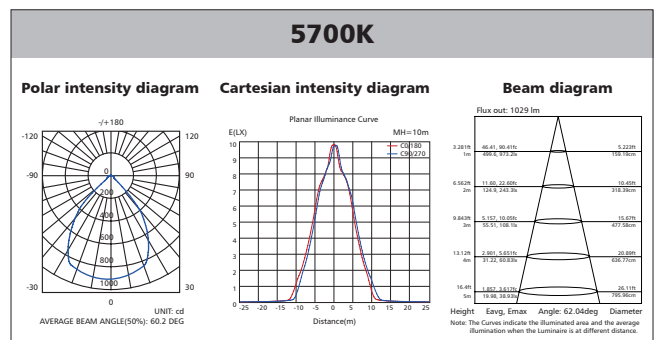 5700K
Polar intensity diagram
Cartesian intensity diagram
Beam diagram
-/+180
-120
120
-90
90
-30
30
0
200
400
600
800
1000
0
UNIT: cd
AVERAGE BEAM ANGLE(50%): 60.2 DEG
Planar Illuminance Curve
E(LX)
MH=10m
C0/180
C90/270
10
9
8
7
6
5
4
3
2
1
0
-25 -20 -15 -10 -5 0 5 10 15 20 25
Distance(m)
Flux out: 1029 lm
3.281ft 46.41, 90.41fc 5.223ft
1m 499.6, 973.2lx 159.19cm
6.562ft 11.60, 22.60fc 10.45ft
2m 124.9, 243.3lx 318.39cm
9.843ft 5.157, 10.05fc 15.67ft
3m 55.51, 108.1lx 477.58cm
13.12ft 2.901, 5.651fc 20.89ft
4m 31.22, 60.83lx 636.77cm
16.4ft 1.857, 3.617fc 26.11ft
5m 19.98, 38.93lx 795.96cm
Height Eavg, Emax Angle: 62.04deg Diameter
Note: The Curves indicate the illuminated area and the average
illumination when the Luminaire is at different distance.